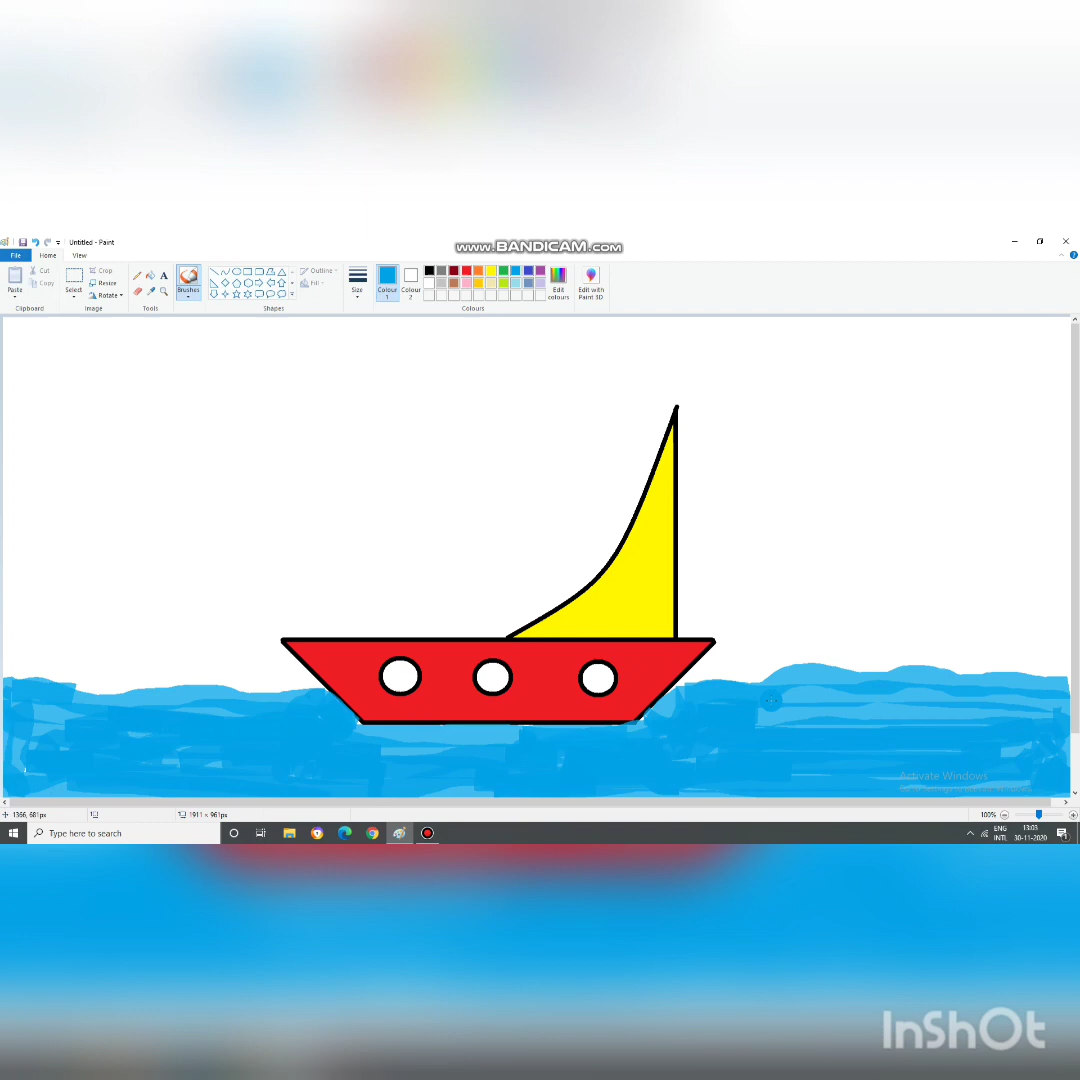 Untitled - Paint
www.BANDICAM.com
File Home View
Paste
Cut
Copy
Clipboard
Select
Crop
Resize
Rotate
Image
A
Tools
Brushes
Outline
Fill
Shapes
Size
Colour 1
Colour 2
Edit colours
Colours
Edit with Paint 3D
Activate Windows
1366, 681px
1911 × 961px
100%
Type here to search
ENG
INTL
13:03
30-11-2020
InShOt